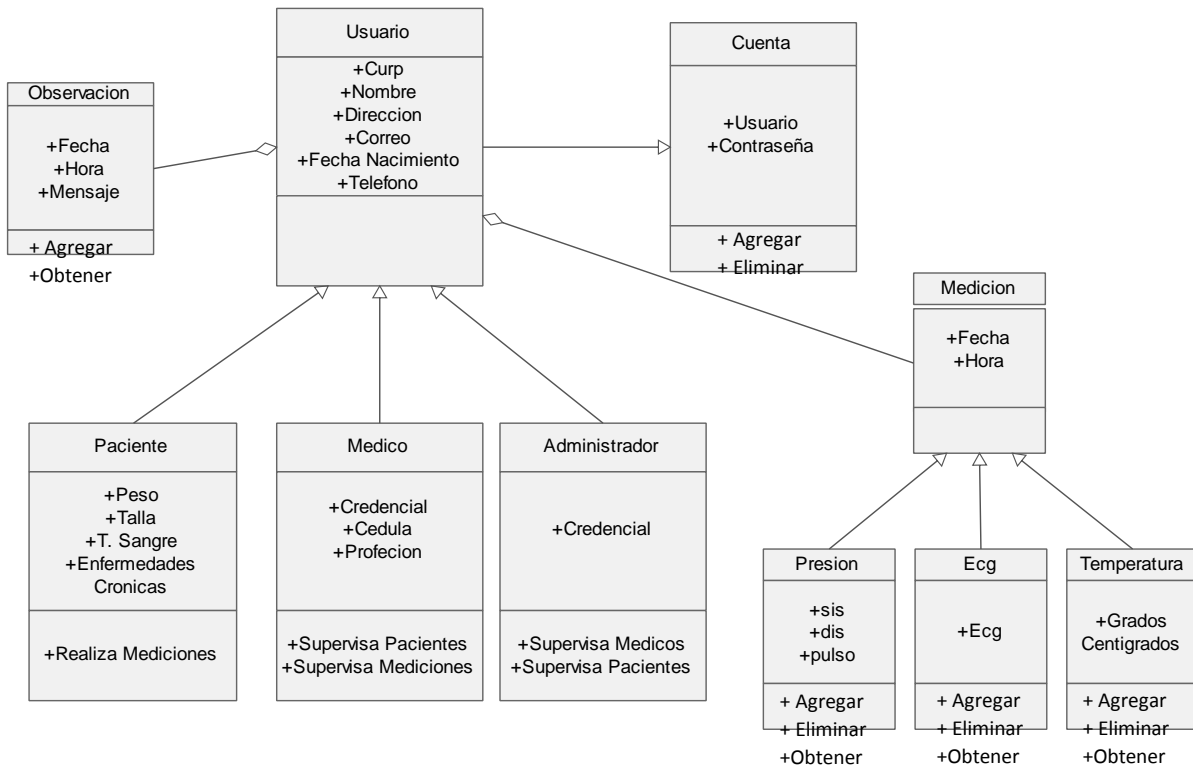 Usuario
+Curp
+Nombre
+Direccion
+Correo
+Fecha Nacimiento
+Telefono
Cuenta
+Usuario
+Contraseña
+ Agregar
+ Eliminar
Observacion
+Fecha
+Hora
+Mensaje
+ Agregar
+Obtener
Medicion
+Fecha
+Hora
Paciente
+Peso
+Talla
+T. Sangre
+Enfermedades
Cronicas
+Realiza Mediciones
Medico
+Credencial
+Cedula
+Profecion
+Supervisa Pacientes
+Supervisa Mediciones
Administrador
+Credencial
+Supervisa Medicos
+Supervisa Pacientes
Presion
+sis
+dis
+pulso
+ Agregar
+ Eliminar
+Obtener
Ecg
+Ecg
+ Agregar
+ Eliminar
+Obtener
Temperatura
+Grados
Centigrados
+ Agregar
+ Eliminar
+Obtener